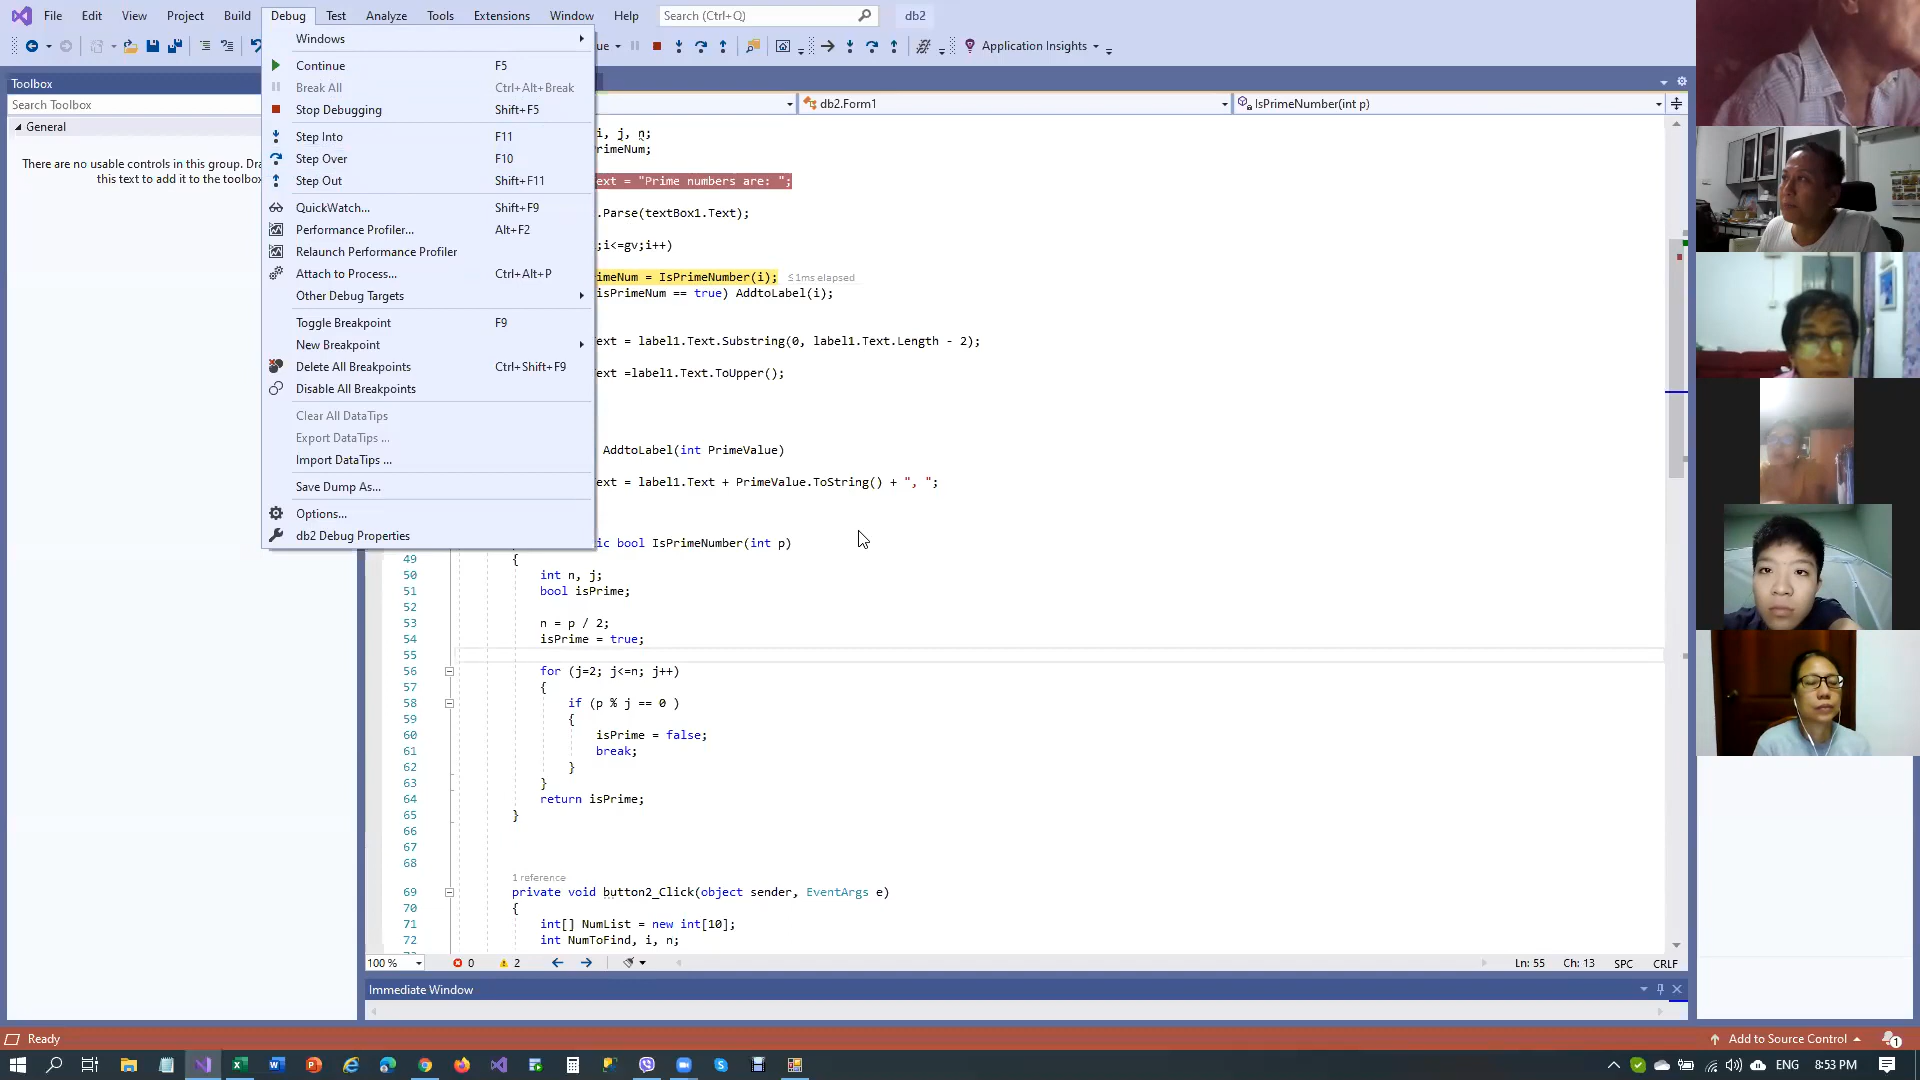 File Edit View Project Build Debug Test Analyze Tools Extensions Window Help Search (Ctrl+Q) db2
Application Insights
Windows
Continue F5
Break All Ctrl+Alt+Break
Stop Debugging Shift+F5
Step Into F11
Step Over F10
Step Out Shift+F11
QuickWatch... Shift+F9
Performance Profiler... Alt+F2
Relaunch Performance Profiler
Attach to Process... Ctrl+Alt+P
Other Debug Targets
Toggle Breakpoint F9
New Breakpoint
Delete All Breakpoints Ctrl+Shift+F9
Disable All Breakpoints
Clear All DataTips
Export DataTips ...
Import DataTips ...
Save Dump As...
Options...
db2 Debug Properties
Toolbox
Search Toolbox
General
There are no usable controls in this group.
this text to add it to the toolbox
db2.Form1 IsPrimeNumber(int p)
i, j, n;
rimeNum;
ext = "Prime numbers are: ";
.Parse(textBox1.Text);
;i<=gv;i++)
imeNum = IsPrimeNumber(i); ≤1ms elapsed
isPrimeNum == true) AddtoLabel(i);
ext = label1.Text.Substring(0, label1.Text.Length - 2);
ext =label1.Text.ToUpper();
AddtoLabel(int PrimeValue)
ext = label1.Text + PrimeValue.ToString() + ", ";
ic bool IsPrimeNumber(int p)
49 {
50 int n, j;
51 bool isPrime;
52
53 n = p / 2;
54 isPrime = true;
55
56 for (j=2; j<=n; j++)
57 {
58 if (p % j == 0 )
59 {
60 isPrime = false;
61 break;
62 }
63 }
64 return isPrime;
65 }
66
67
68
1 reference
69 private void button2_Click(object sender, EventArgs e)
70 {
71 int[] NumList = new int[10];
72 int NumToFind, i, n;
100 % 0 2 Ln: 55 Ch: 13 SPC CRLF
Immediate Window
Ready Add to Source Control 1
ENG 8:53 PM